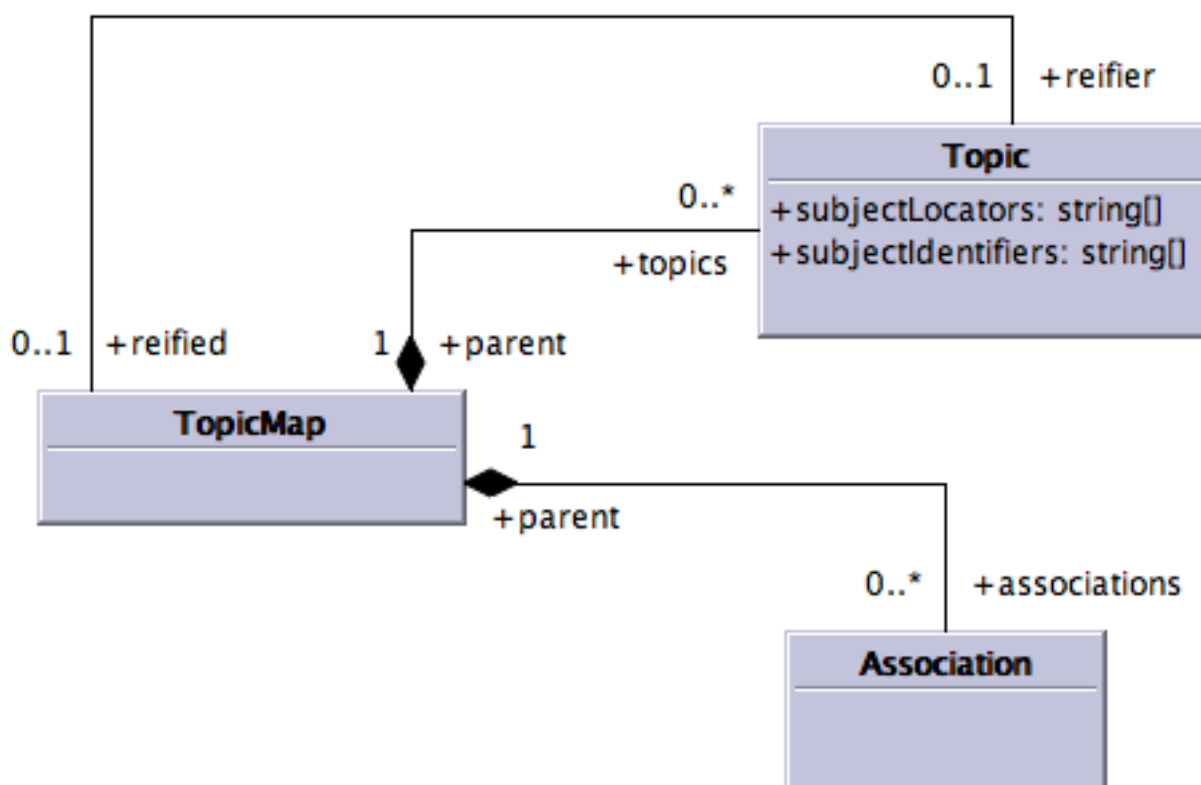 0..1 +reifier
Topic
0..* +subjectLocators: string[]
+topics +subjectIdentifiers: string[]
0..1 +reified 1 +parent
TopicMap
1
+parent
0..* +associations
Association